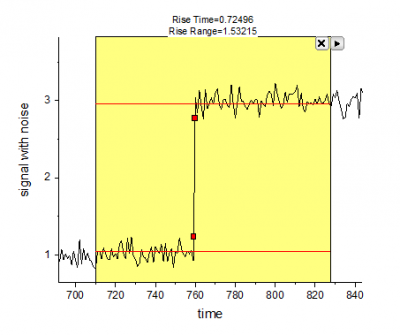 Rise Time=0.72496
Rise Range=1.53215
3
2
1
signal with noise
700 720 740 760 780 800 820 840
time